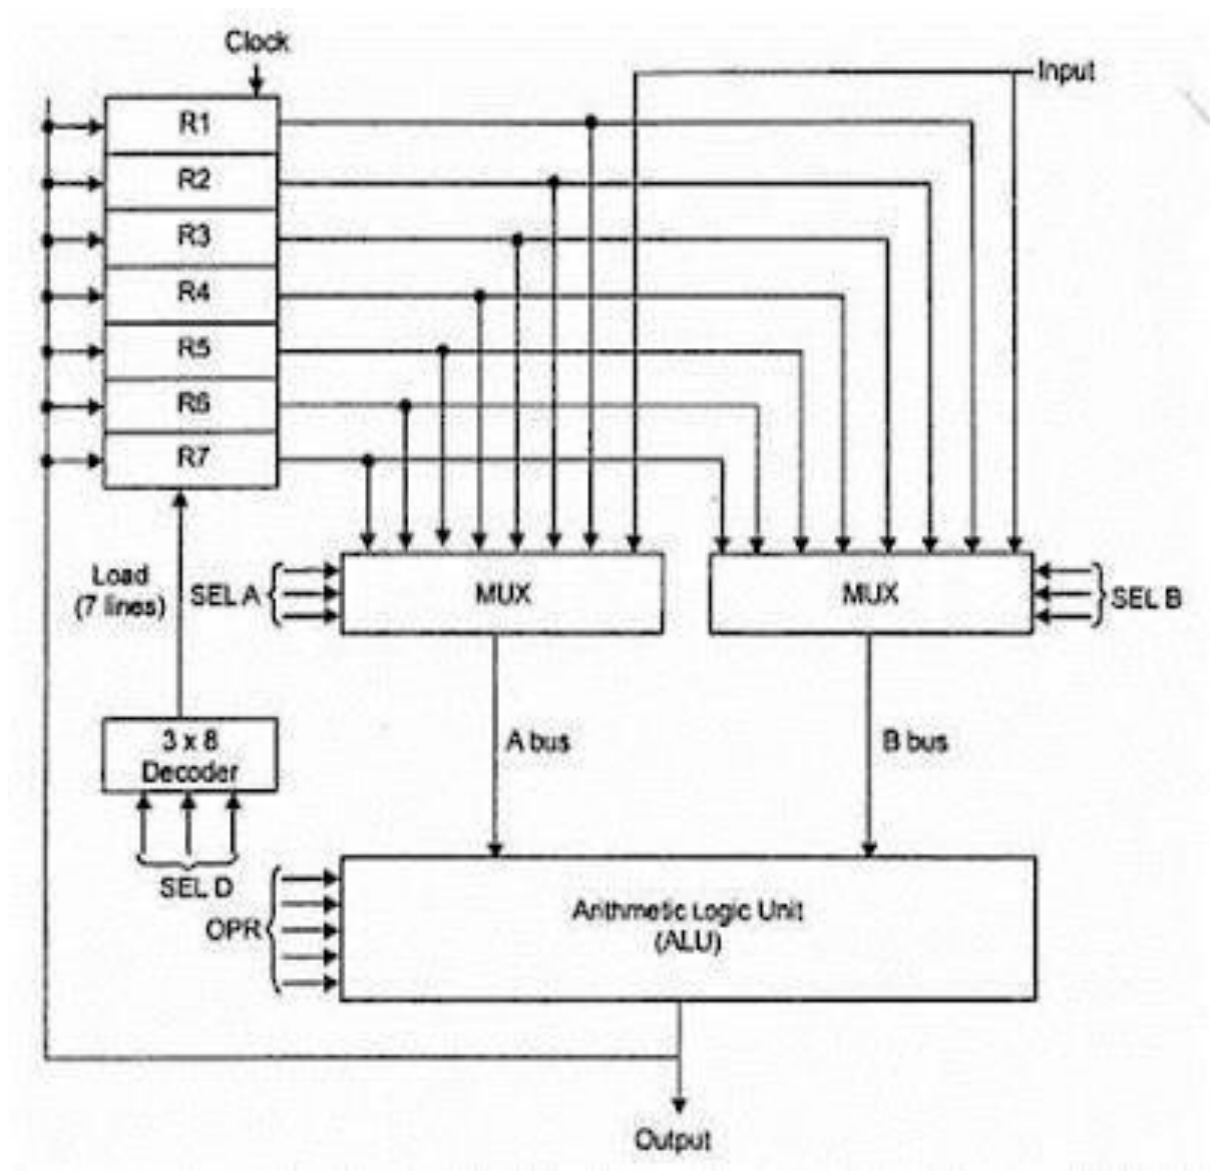 Clock
Input
R1
R2
R3
R4
R5
R6
R7
Load
(7 lines)
SEL A
MUX
MUX
SEL B
3 x 8
Decoder
A bus
B bus
SEL D
OPR
Arithmetic Logic Unit
(ALU)
Output